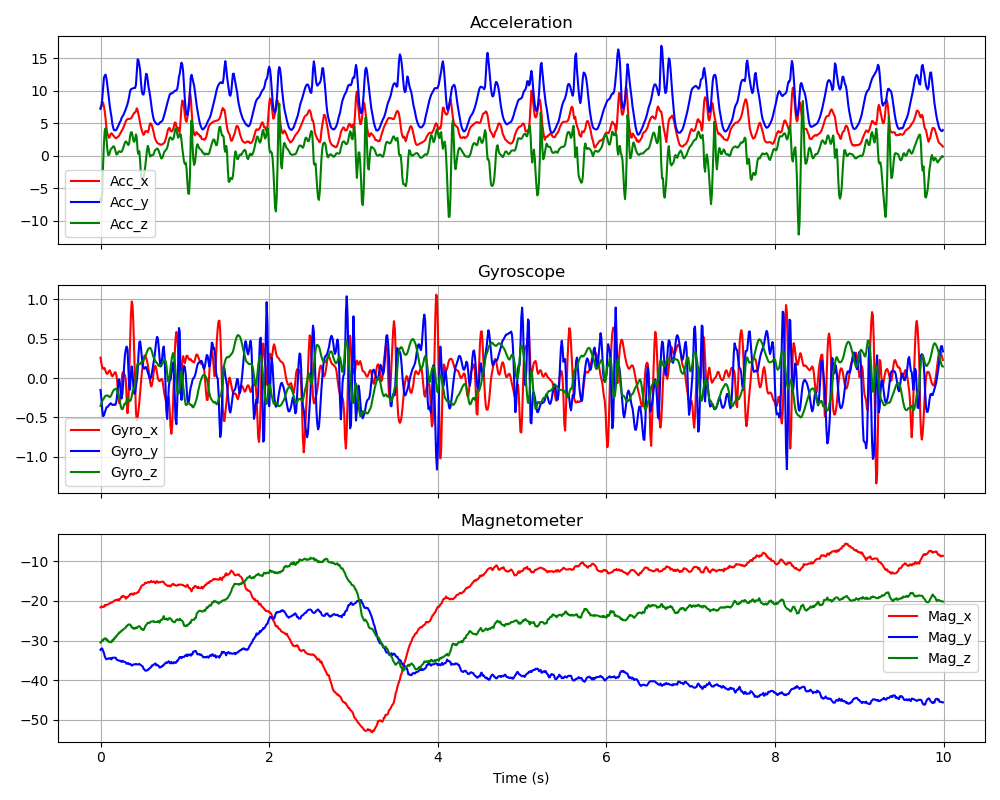 Acceleration
15
10
5
0
−5
−10
Acc_x
Acc_y
Acc_z
Gyroscope
1.0
0.5
0.0
−0.5
−1.0
Gyro_x
Gyro_y
Gyro_z
Magnetometer
−10
−20
−30
−40
−50
Mag_x
Mag_y
Mag_z
0 2 4 6 8 10
Time (s)